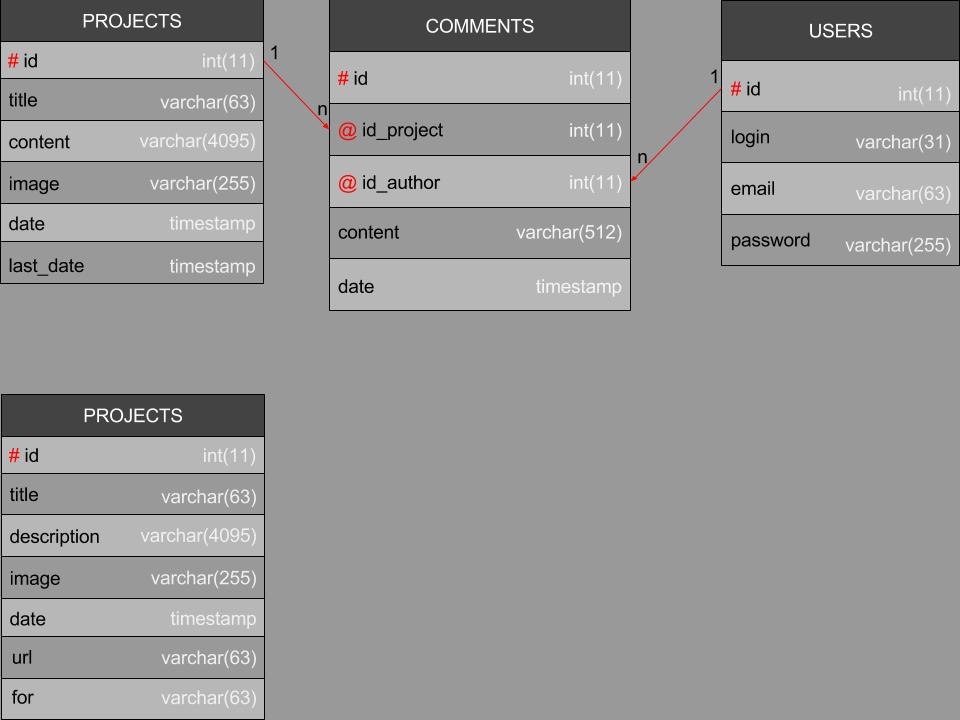 PROJECTS
# id int(11)
title varchar(63)
content varchar(4095)
image varchar(255)
date timestamp
last_date timestamp
1
n
COMMENTS
# id int(11)
@ id_project int(11)
@ id_author int(11)
content varchar(512)
date timestamp
1
n
USERS
# id int(11)
login varchar(31)
email varchar(63)
password varchar(255)
PROJECTS
# id int(11)
title varchar(63)
description varchar(4095)
image varchar(255)
date timestamp
url varchar(63)
for varchar(63)